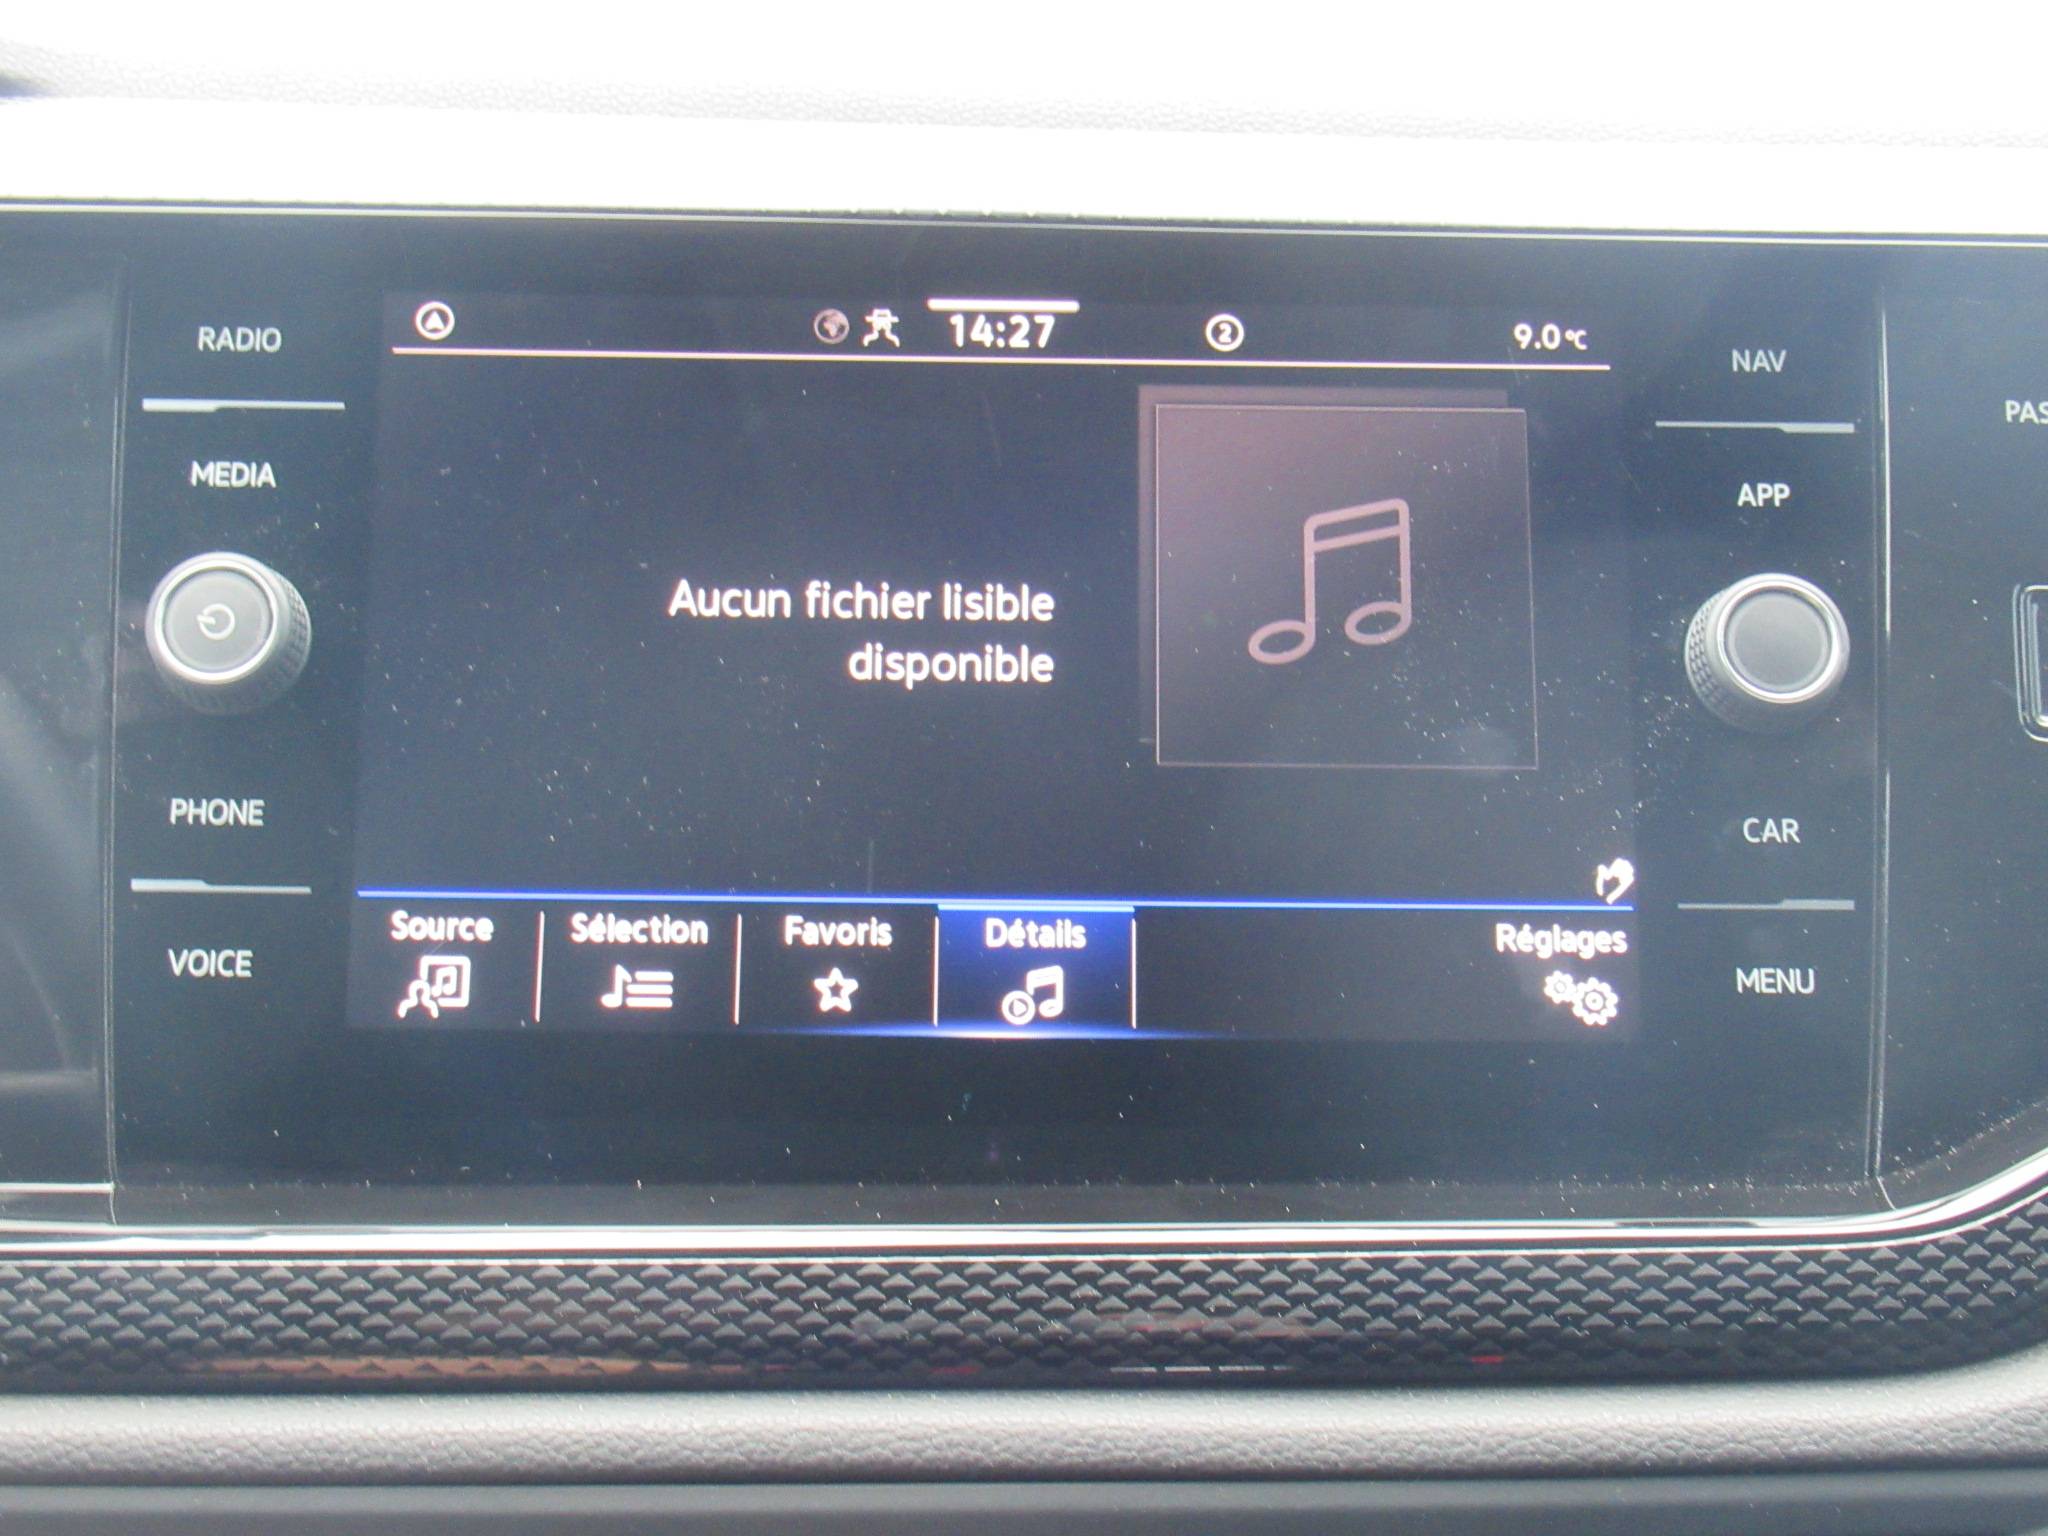 RADIO
MEDIA
PHONE
VOICE
14:27
2
9.0°C
Aucun fichier lisible
disponible
Source
Sélection
Favoris
Détails
Réglages
NAV
APP
CAR
MENU
PAS